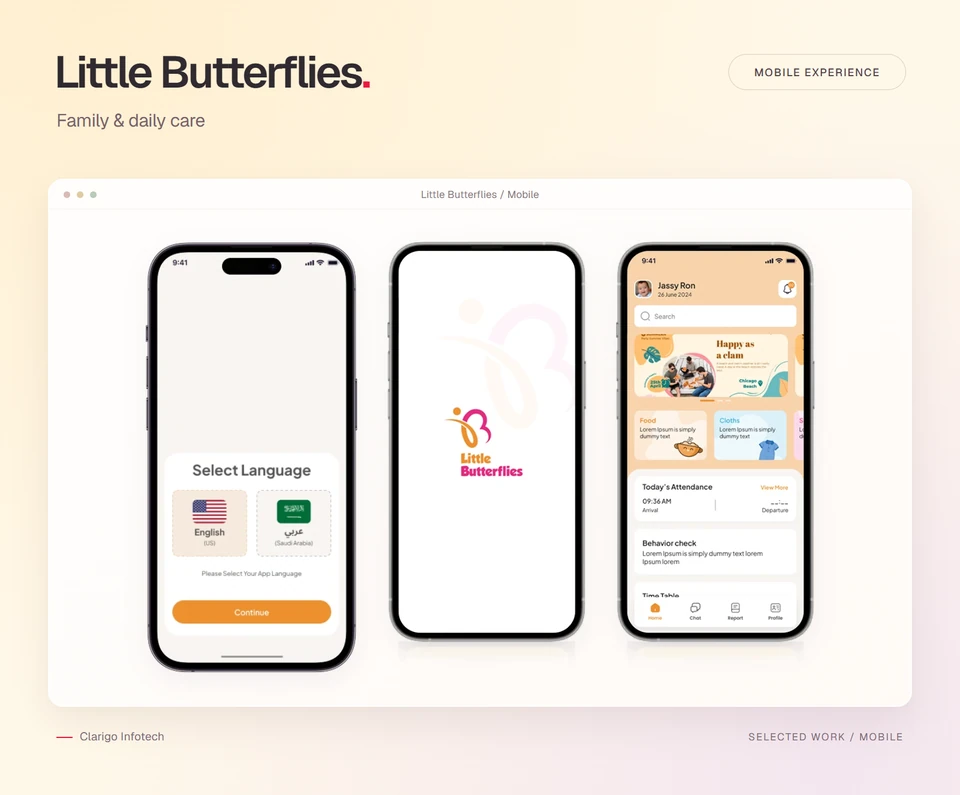 Little Butterflies.
MOBILE EXPERIENCE
Family & daily care
Little Butterflies / Mobile
9:41
Select Language
English
(US)
عربي
(Saudi Arabia)
Please Select Your App Language
Continue
Little
Butterflies
9:41
Jassy Ron
26 June 2024
Search
Happy as
a clam
25th
April
Chicago
Beach
Food
Lorem Ipsum is simply
dummy text
Cloths
Lorem Ipsum is simply
dummy text
Today's Attendance
View More
09:36 AM
--:--
Arrival
Departure
Behavior check
Lorem Ipsum is simply dummy text lorem
Ipsum lorem
Time Table
Home
Chat
Report
Profile
Clarigo Infotech
SELECTED WORK / MOBILE